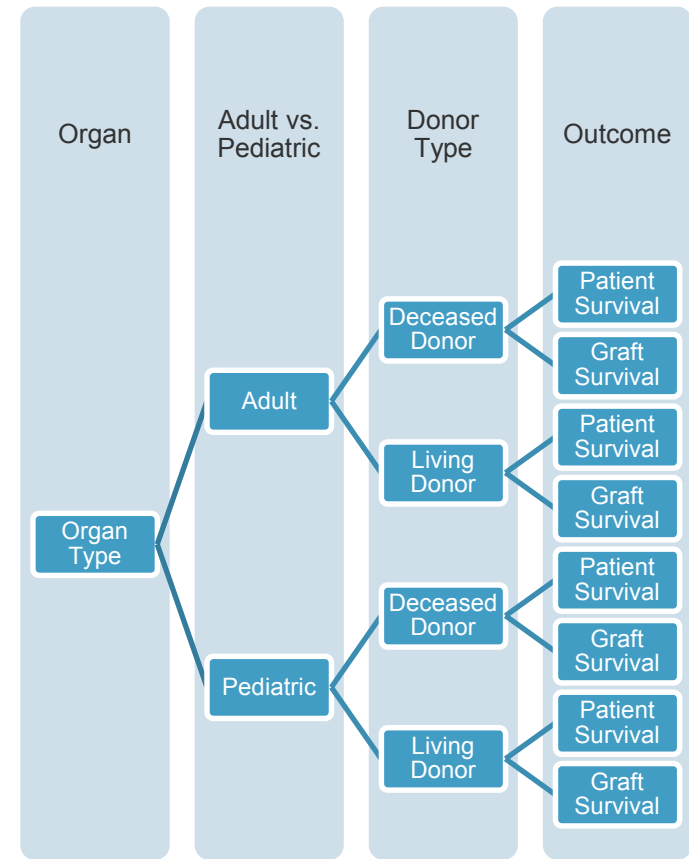 Organ
Adult vs.
Pediatric
Donor
Type
Outcome
Organ
Type
Adult
Pediatric
Deceased
Donor
Living
Donor
Deceased
Donor
Living
Donor
Patient
Survival
Graft
Survival
Patient
Survival
Graft
Survival
Patient
Survival
Graft
Survival
Patient
Survival
Graft
Survival